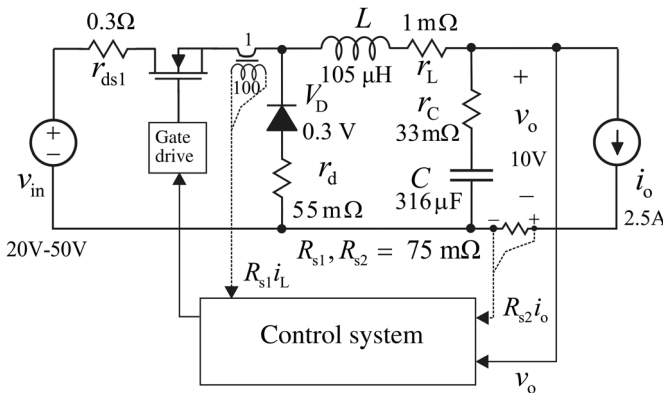 0.3Ω
r_ds1
1
100
L
105 μH
1 mΩ
r_L
r_C
33 mΩ
C
316 μF
+
v_o
10V
−
V_D
0.3 V
r_d
55 mΩ
Gate
drive
+
−
v_in
20V-50V
i_o
2.5A
− +
R_s1, R_s2 = 75 mΩ
R_s1 i_L
R_s2 i_o
Control system
v_o